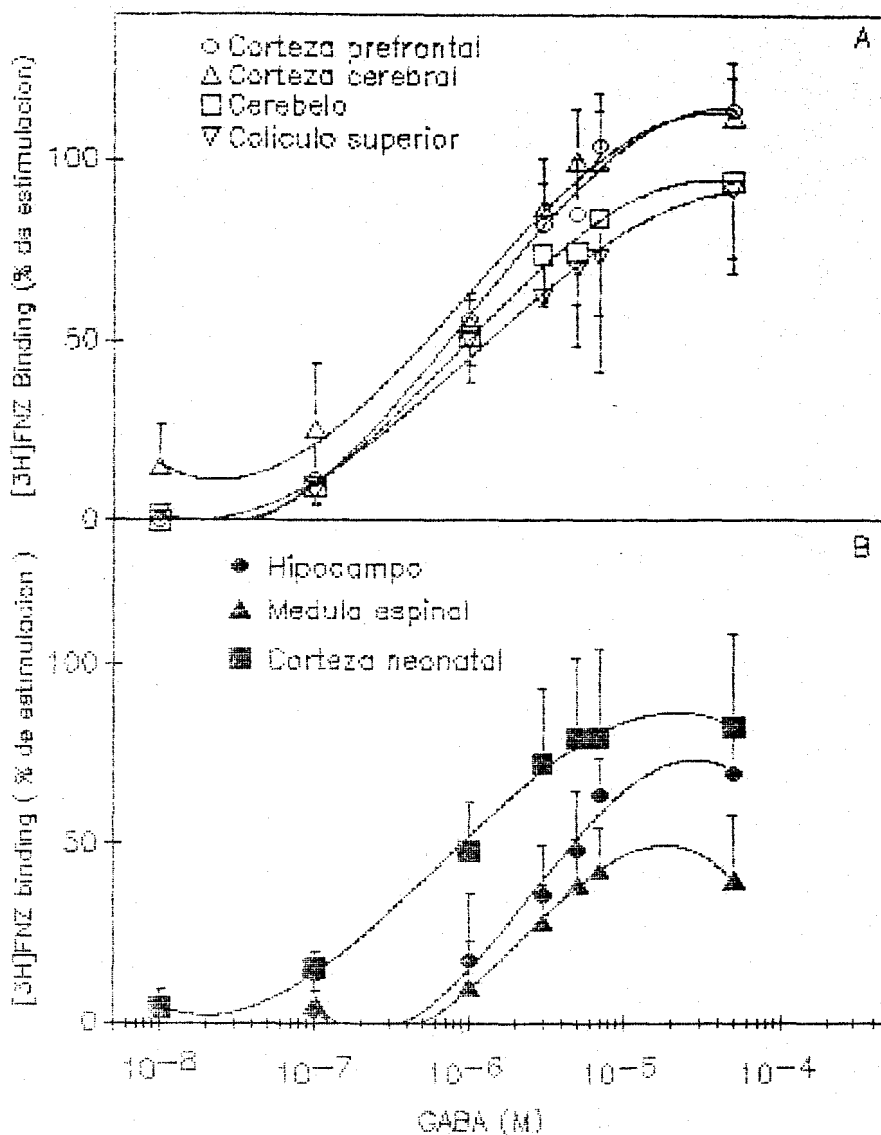 A
Corteza prefrontal
Corteza cerebral
Cerebelo
Coliculo superior
[3H]FNZ Binding (% de estimulacion)
100
50
0
B
Hipocampo
Medula espinal
Corteza neonatal
[3H]FNZ binding ( % de estimulacion )
100
50
0
10⁻⁸ 10⁻⁷ 10⁻⁶ 10⁻⁵ 10⁻⁴
GABA (M)